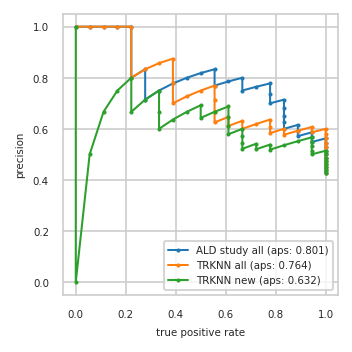 1.0
0.8
0.6
0.4
0.2
0.0
precision
0.0
0.2
0.4
0.6
0.8
1.0
true positive rate
ALD study all (aps: 0.801)
TRKNN all (aps: 0.764)
TRKNN new (aps: 0.632)